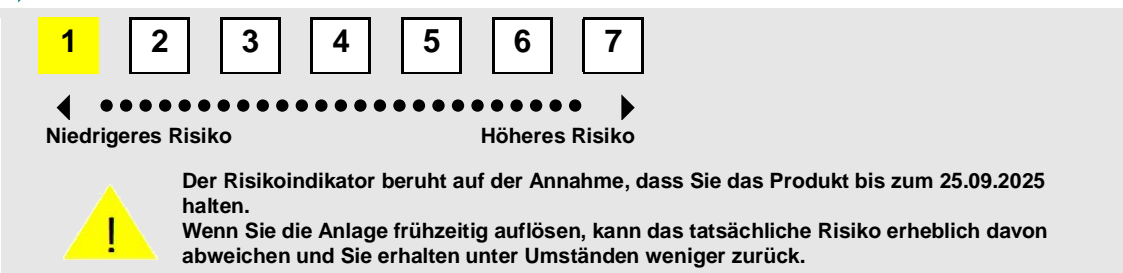 1 2 3 4 5 6 7
Niedrigeres Risiko Höheres Risiko
Der Risikoindikator beruht auf der Annahme, dass Sie das Produkt bis zum 25.09.2025
halten.
Wenn Sie die Anlage frühzeitig auflösen, kann das tatsächliche Risiko erheblich davon
abweichen und Sie erhalten unter Umständen weniger zurück.
!